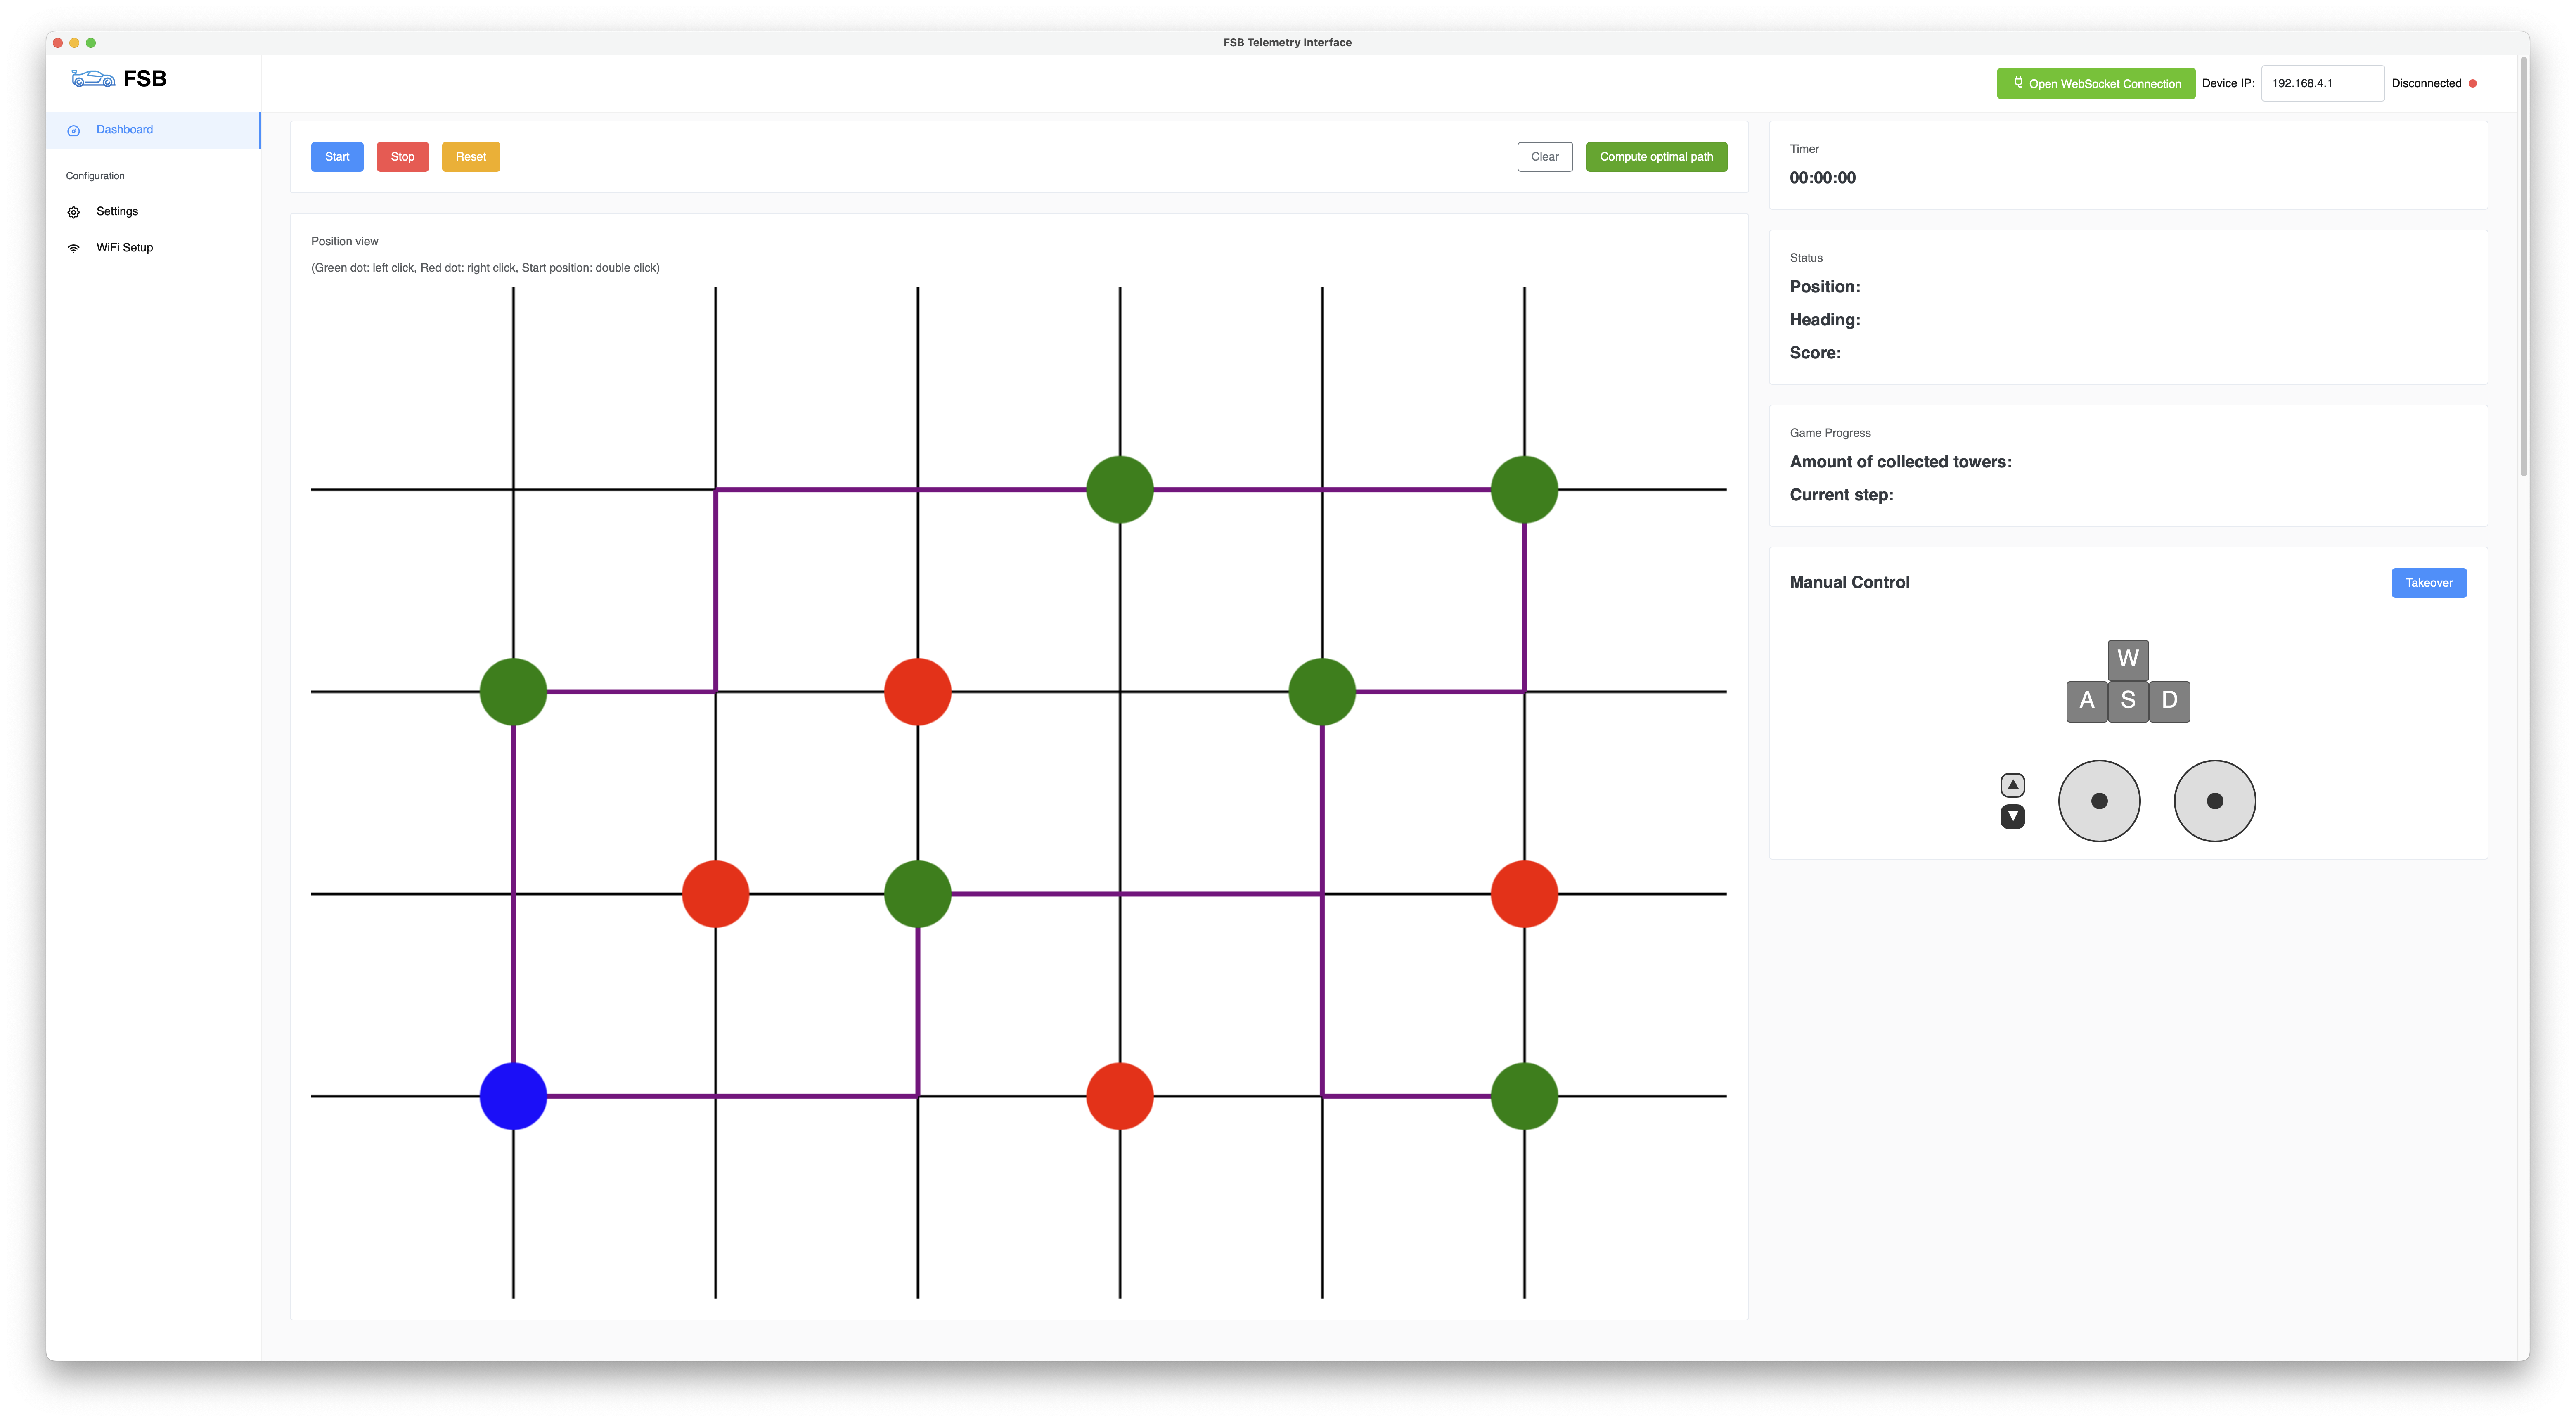 FSB Telemetry Interface
FSB
Open WebSocket Connection Device IP: 192.168.4.1 Disconnected
Dashboard
Configuration
Settings
WiFi Setup
Start Stop Reset Clear Compute optimal path
Position view
(Green dot: left click, Red dot: right click, Start position: double click)
Timer
00:00:00
Status
Position:
Heading:
Score:
Game Progress
Amount of collected towers:
Current step:
Manual Control Takeover
W
A S D